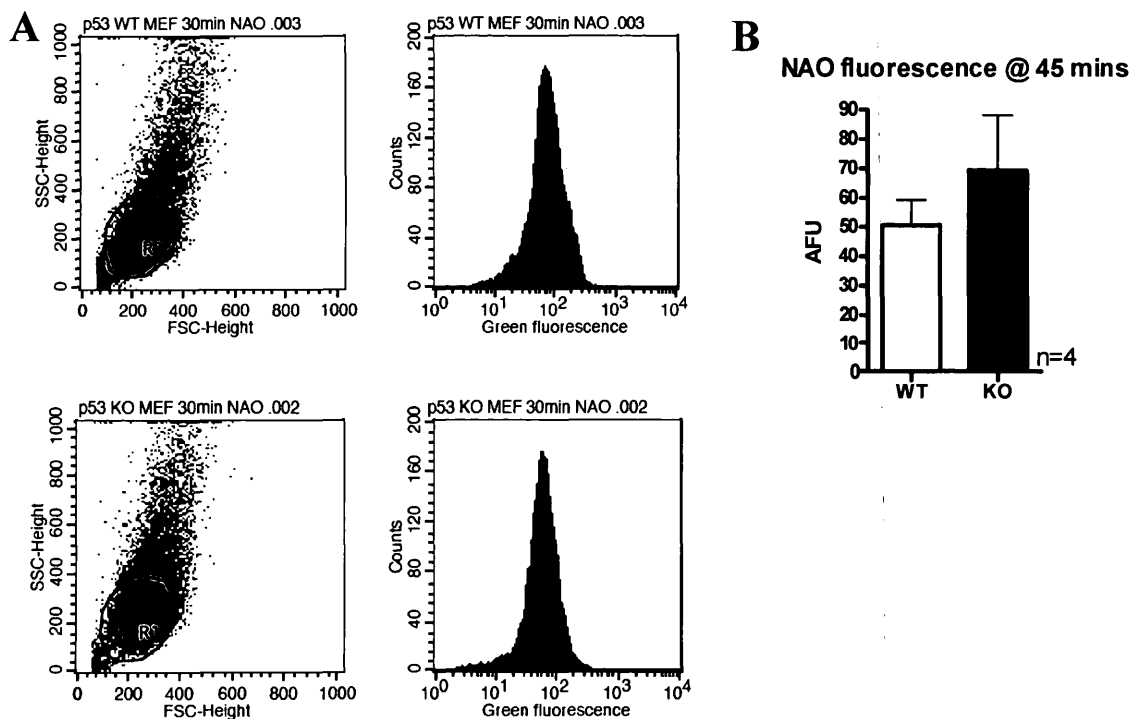 A
p53 WT MEF 30min NAO .003
SSC-Height
1000
800
600
400
200
0
0 200 400 600 800 1000
FSC-Height
p53 WT MEF 30min NAO .003
Counts
200
160
120
80
40
0
10^0 10^1 10^2 10^3 10^4
Green fluorescence
B
NAO fluorescence @ 45 mins
AFU
90
80
70
60
50
40
30
20
10
0
WT KO
n=4
p53 KO MEF 30min NAO .002
SSC-Height
1000
800
600
400
200
0
R1
0 200 400 600 800 1000
FSC-Height
p53 KO MEF 30min NAO .002
Counts
200
160
120
80
40
0
10^0 10^1 10^2 10^3 10^4
Green fluorescence